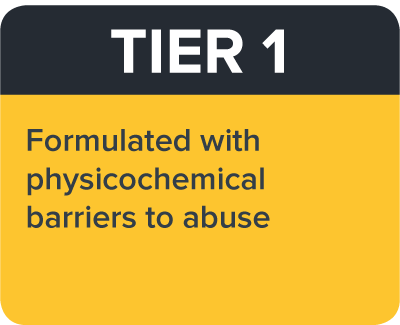 TIER 1
Formulated with
physicochemical
barriers to abuse